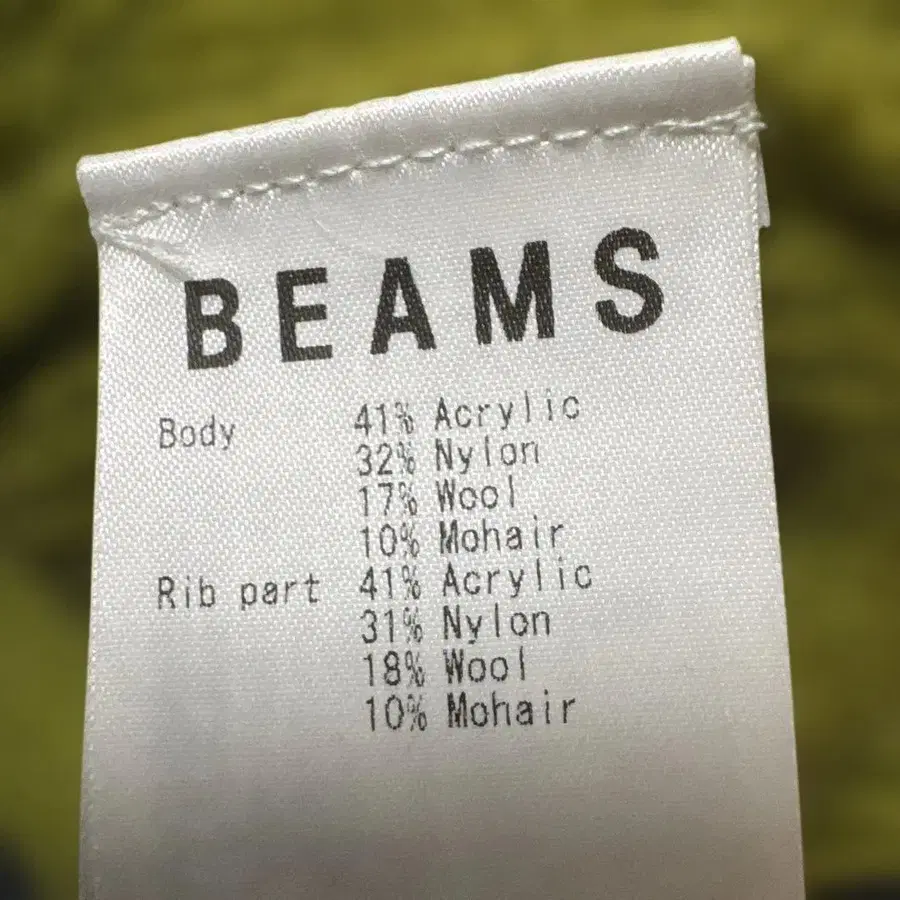 BEAMS
Body 41% Acrylic
32% Nylon
17% Wool
10% Mohair
Rib part 41% Acrylic
31% Nylon
18% Wool
10% Mohair